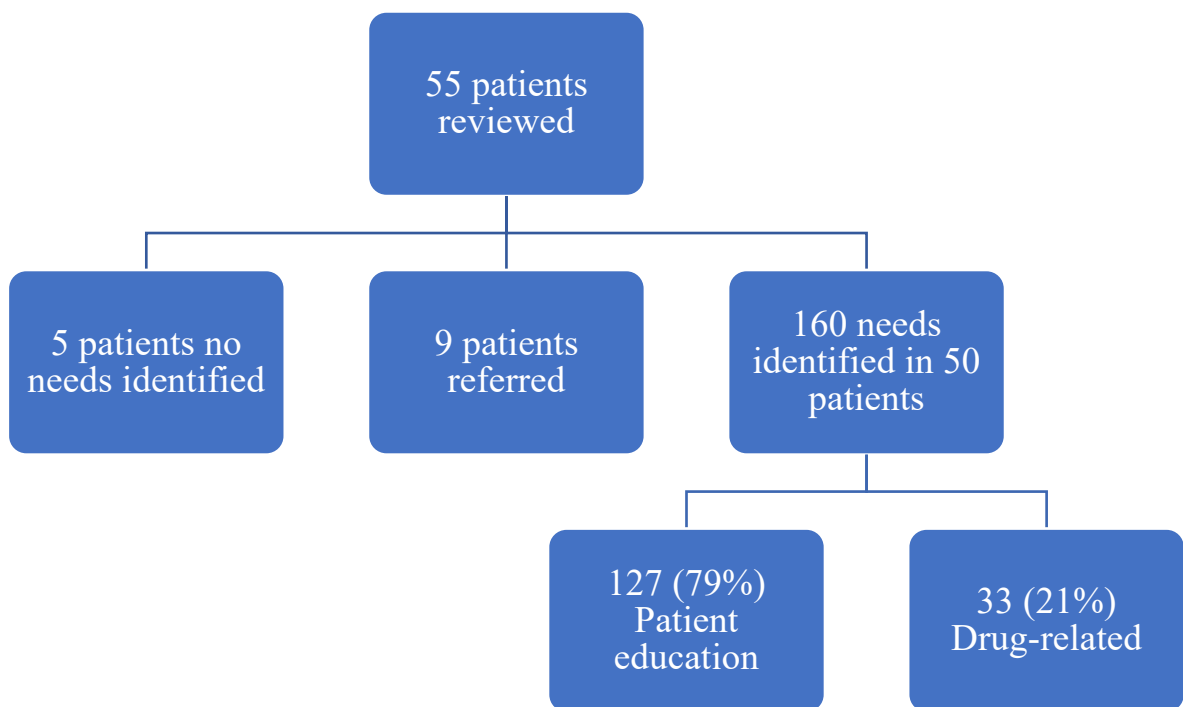 55 patients
reviewed
5 patients no
needs identified
9 patients
referred
160 needs
identified in 50
patients
127 (79%)
Patient
education
33 (21%)
Drug-related